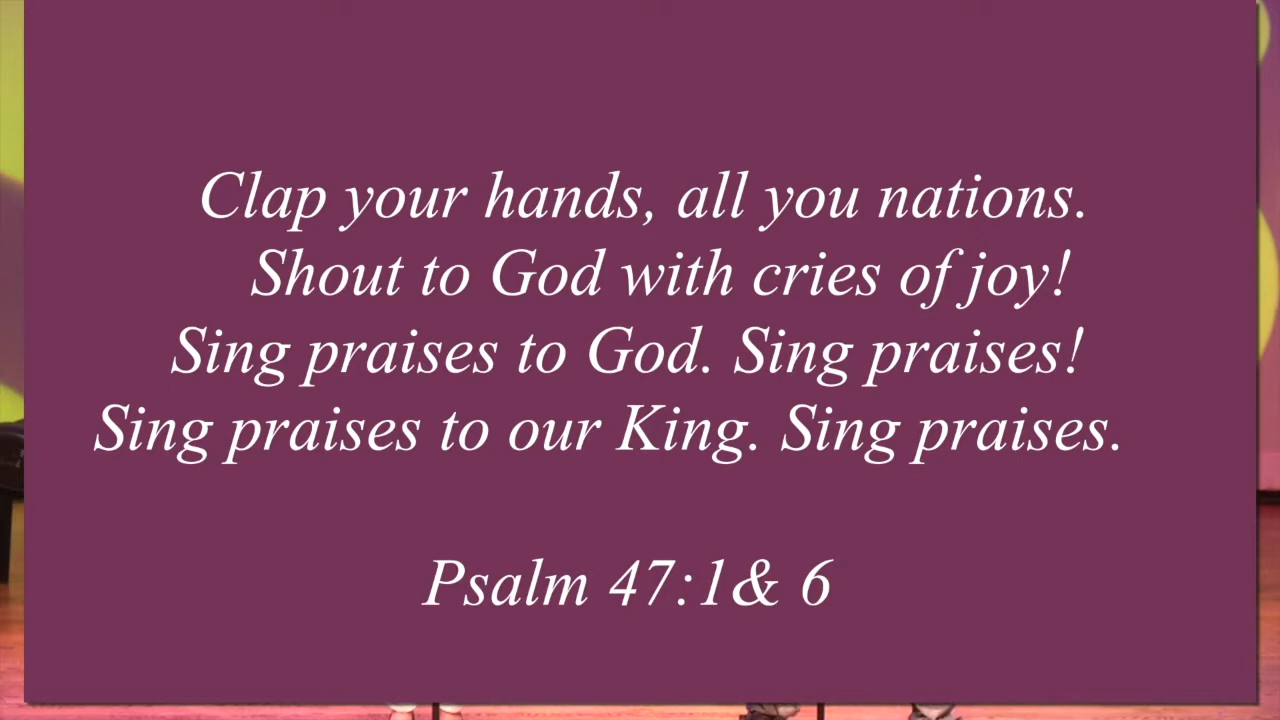 Clap your hands, all you nations.
Shout to God with cries of joy!
Sing praises to God. Sing praises!
Sing praises to our King. Sing praises.
Psalm 47:1& 6